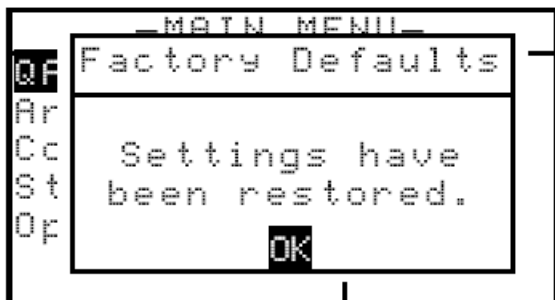 MAIN MENU
Factory Defaults
Settings have
been restored.
OK